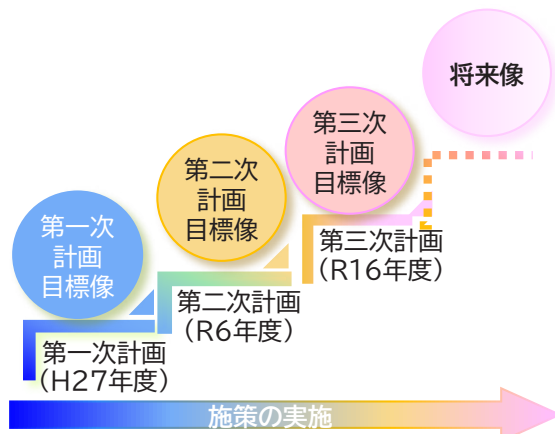 将来像
第三次
計画
目標像
第二次
計画
目標像
第一次
計画
目標像
第三次計画
（R16年度）
第二次計画
（R6年度）
第一次計画
（H27年度）
施策の実施